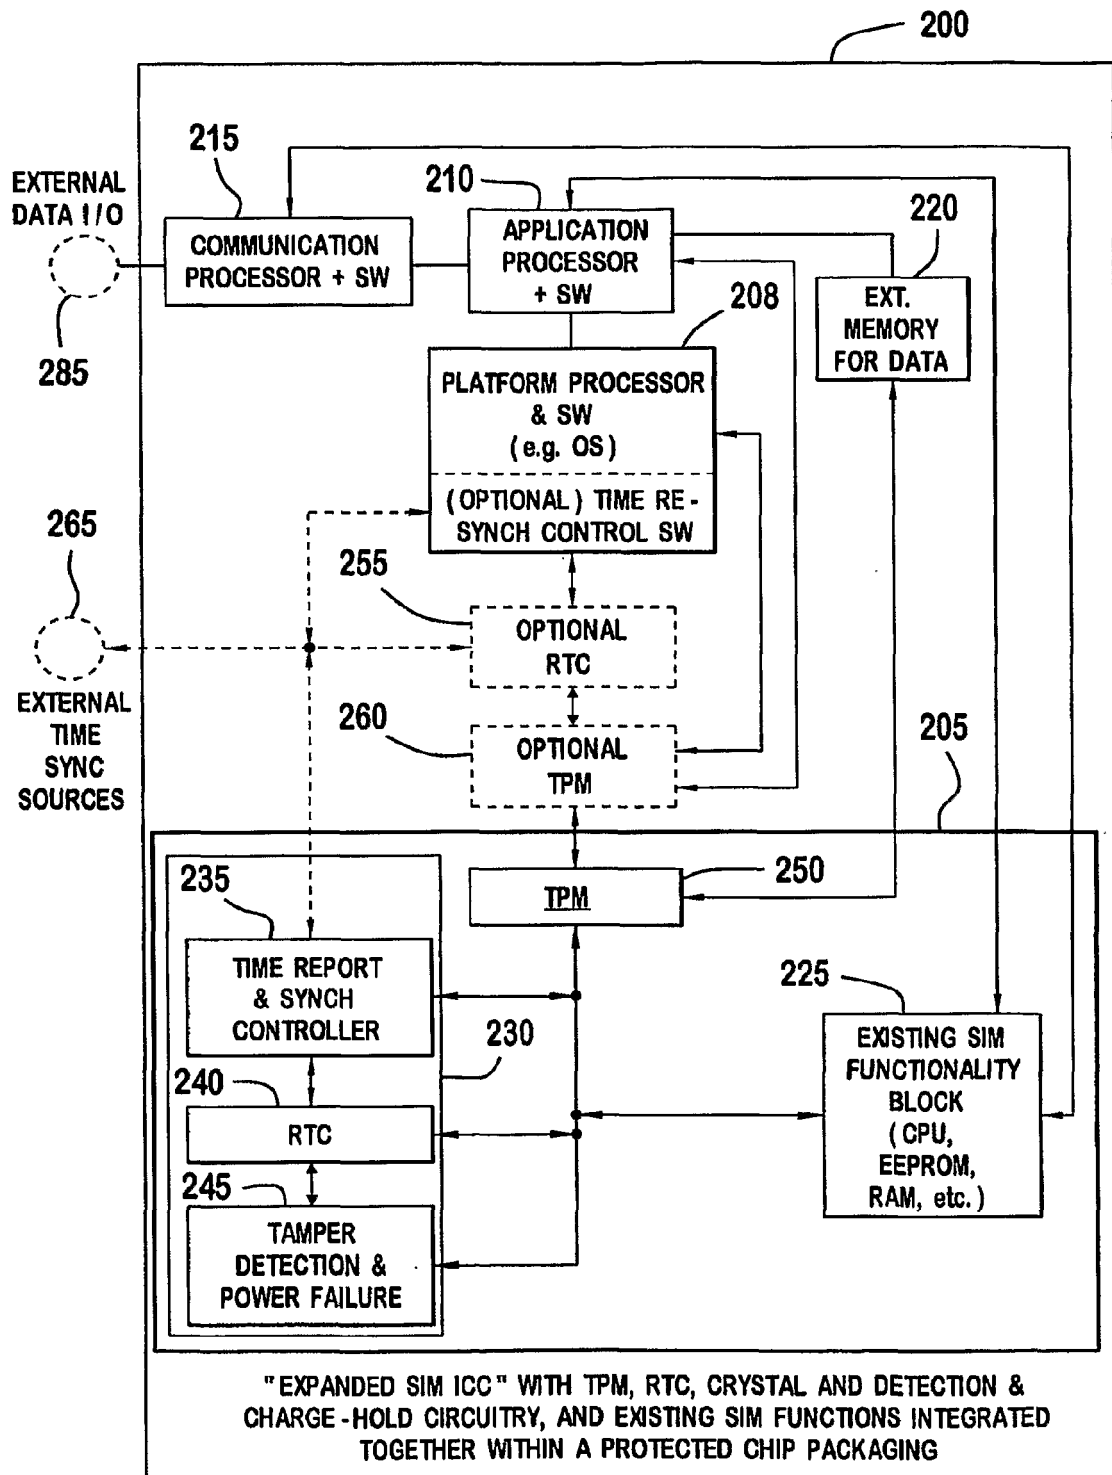 200
215
210
220
EXTERNAL
DATA I/O
COMMUNICATION
PROCESSOR + SW
APPLICATION
PROCESSOR
+ SW
285
208
EXT.
MEMORY
FOR DATA
PLATFORM PROCESSOR
& SW
(e.g. OS)
(OPTIONAL) TIME RE-
SYNCH CONTROL SW
265
255
OPTIONAL
RTC
EXTERNAL
TIME
SYNC
SOURCES
260
OPTIONAL
TPM
205
235
250
TPM
TIME REPORT
& SYNCH
CONTROLLER
225
230
EXISTING SIM
FUNCTIONALITY
BLOCK
(CPU,
EEPROM,
RAM, etc.)
240
RTC
245
TAMPER
DETECTION &
POWER FAILURE
"EXPANDED SIM ICC" WITH TPM, RTC, CRYSTAL AND DETECTION &
CHARGE-HOLD CIRCUITRY, AND EXISTING SIM FUNCTIONS INTEGRATED
TOGETHER WITHIN A PROTECTED CHIP PACKAGING